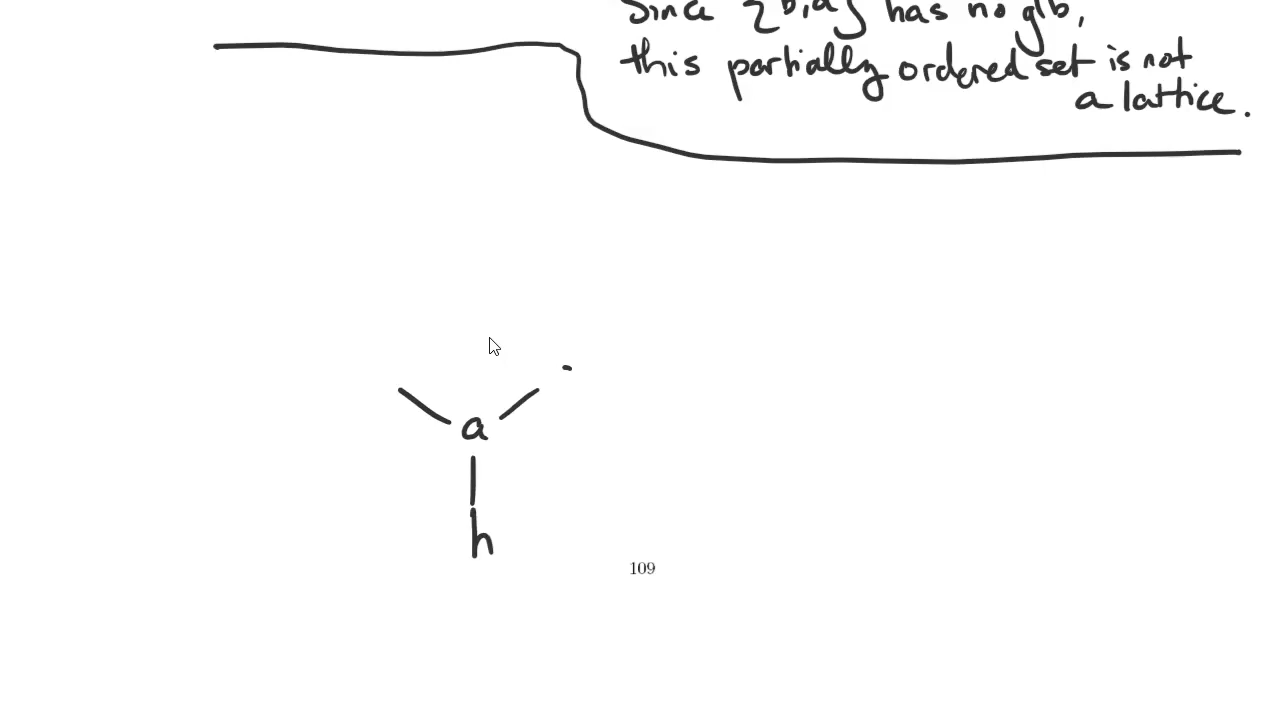 Since {b,d} has no glb,
this partially ordered set is not
a lattice.
a
h
109